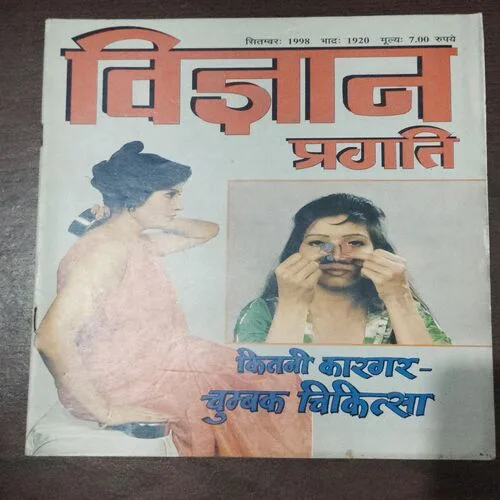 सितम्बर: 1998 भाद्र: 1920 मूल्य: 7.00 रुपये
विज्ञान
प्रगति
कितनी कारगर –
चुम्बक चिकित्सा